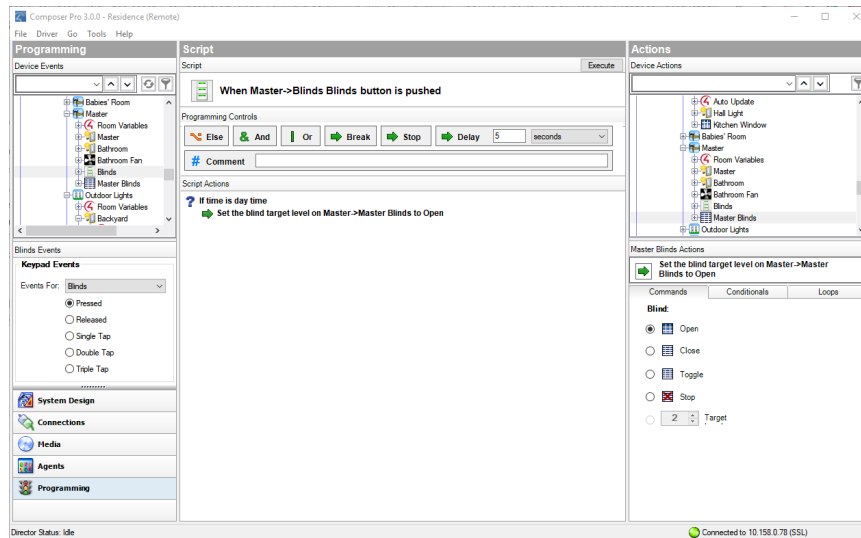 Composer Pro 3.0.0 - Residence (Remote)
File Driver Go Tools Help
Programming
Device Events
Babies' Room
Master
Room Variables
Master
Bathroom
Bathroom Fan
Blinds
Master Blinds
Outdoor Lights
Room Variables
Backyard
Blinds Events
Keypad Events
Events For: Blinds
Pressed
Released
Single Tap
Double Tap
Triple Tap
System Design
Connections
Media
Agents
Programming
Script
Script
Execute
When Master->Blinds Blinds button is pushed
Programming Controls
Else And Or Break Stop Delay 5 seconds
# Comment
Script Actions
? If time is day time
Set the blind target level on Master->Master Blinds to Open
Actions
Device Actions
Auto Update
Hall Light
Kitchen Window
Babies' Room
Master
Room Variables
Master
Bathroom
Bathroom Fan
Blinds
Master Blinds
Outdoor Lights
Master Blinds Actions
Set the blind target level on Master->Master
Blinds to Open
Commands Conditionals Loops
Blind:
Open
Close
Toggle
Stop
2 Target
Director Status: Idle
Connected to 10.158.0.78 (SSL)